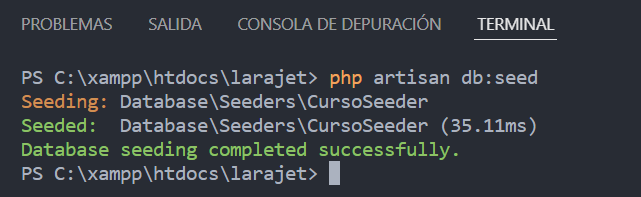 PROBLEMAS SALIDA CONSOLA DE DEPURACIÓN TERMINAL
PS C:\xampp\htdocs\larajet> php artisan db:seed
Seeding: Database\Seeders\CursoSeeder
Seeded:  Database\Seeders\CursoSeeder (35.11ms)
Database seeding completed successfully.
PS C:\xampp\htdocs\larajet>